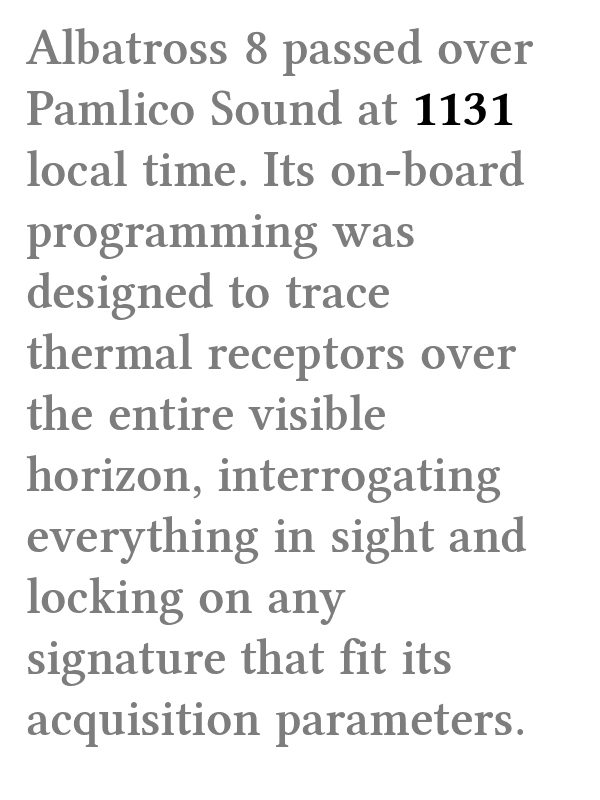 Albatross 8 passed over
Pamlico Sound at 1131
local time. Its on-board
programming was
designed to trace
thermal receptors over
the entire visible
horizon, interrogating
everything in sight and
locking on any
signature that fit its
acquisition parameters.